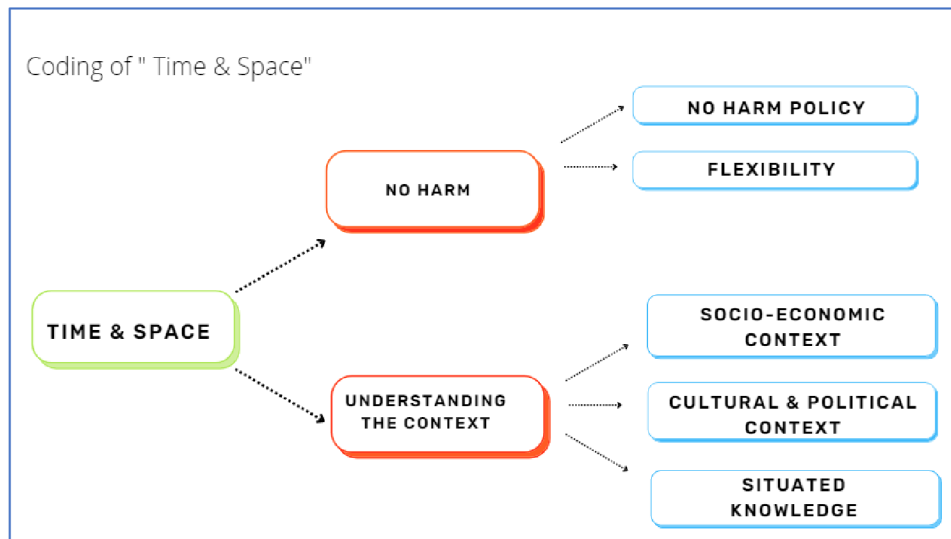 Coding of " Time & Space"
NO HARM POLICY
FLEXIBILITY
NO HARM
TIME & SPACE
SOCIO-ECONOMIC
CONTEXT
UNDERSTANDING
THE CONTEXT
CULTURAL & POLITICAL
CONTEXT
SITUATED
KNOWLEDGE